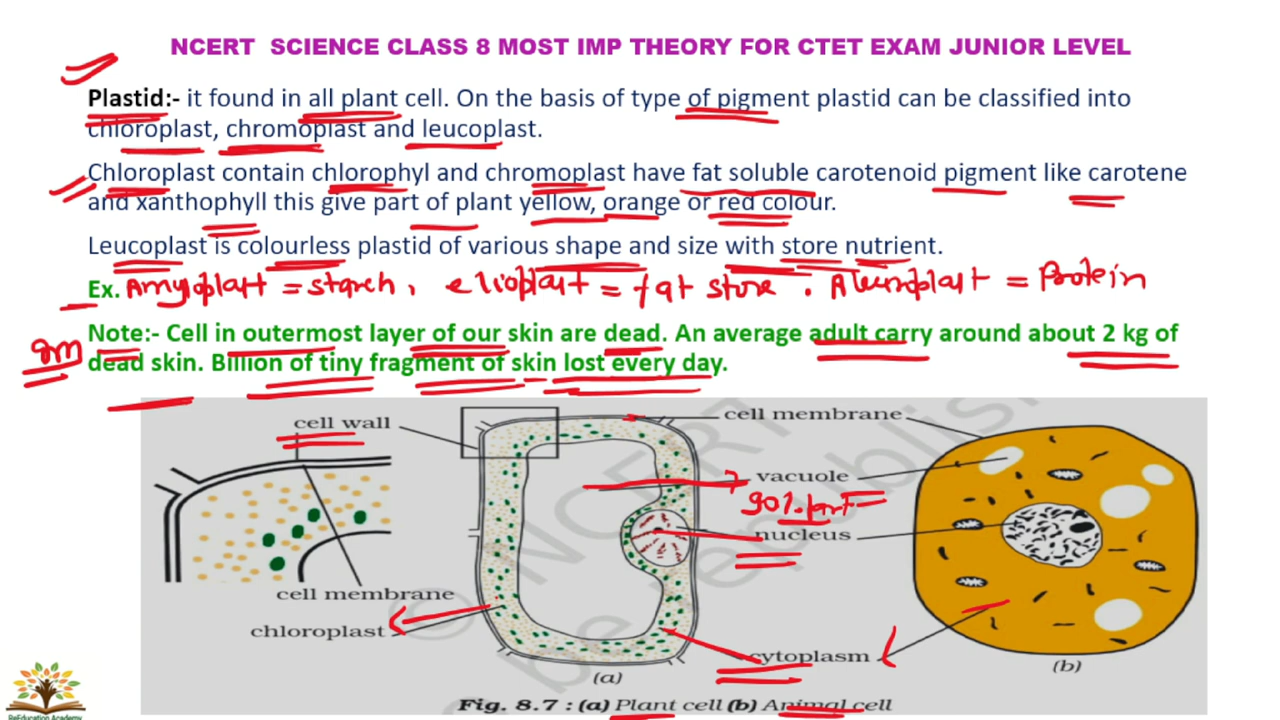 NCERT SCIENCE CLASS 8 MOST IMP THEORY FOR CTET EXAM JUNIOR LEVEL
Plastid:- it found in all plant cell. On the basis of type of pigment plastid can be classified into
chloroplast, chromoplast and leucoplast.
Chloroplast contain chlorophyl and chromoplast have fat soluble carotenoid pigment like carotene
and xanthophyll this give part of plant yellow, orange or red colour.
Leucoplast is colourless plastid of various shape and size with store nutrient.
Ex. Amyloplast = starch, elioplast = fat store. Aleuroplast = Protein
Note:- Cell in outermost layer of our skin are dead. An average adult carry around about 2 kg of
dead skin. Billion of tiny fragment of skin lost every day.
cell wall
cell membrane
vacuole
90%
nucleus
cell membrane
chloroplast
cytoplasm
(a)
(b)
Fig. 8.7 : (a) Plant cell (b) Animal cell
© NCERT
be republish
BeEducation Academy